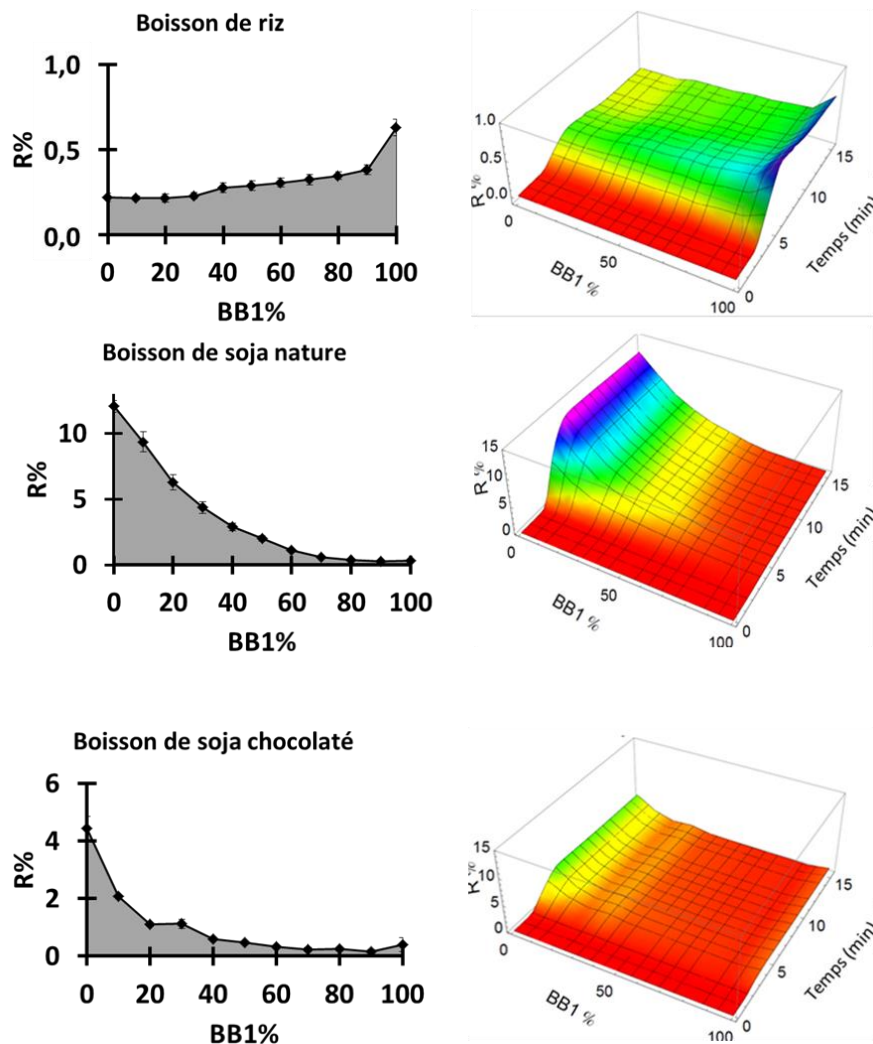 Boisson de riz
1,0
0,5
0,0
R%
0 20 40 60 80 100
BB1%
1.0
0.5
0.0
R %
0
50
100
BB1 %
0
5
10
15
Temps (min)
Boisson de soja nature
10
5
0
R%
0 20 40 60 80 100
BB1%
15
10
5
0
R %
0
50
100
BB1 %
0
5
10
15
Temps (min)
Boisson de soja chocolaté
6
4
2
0
R%
0 20 40 60 80 100
BB1%
15
10
5
0
R %
0
50
100
BB1 %
0
5
10
15
Temps (min)